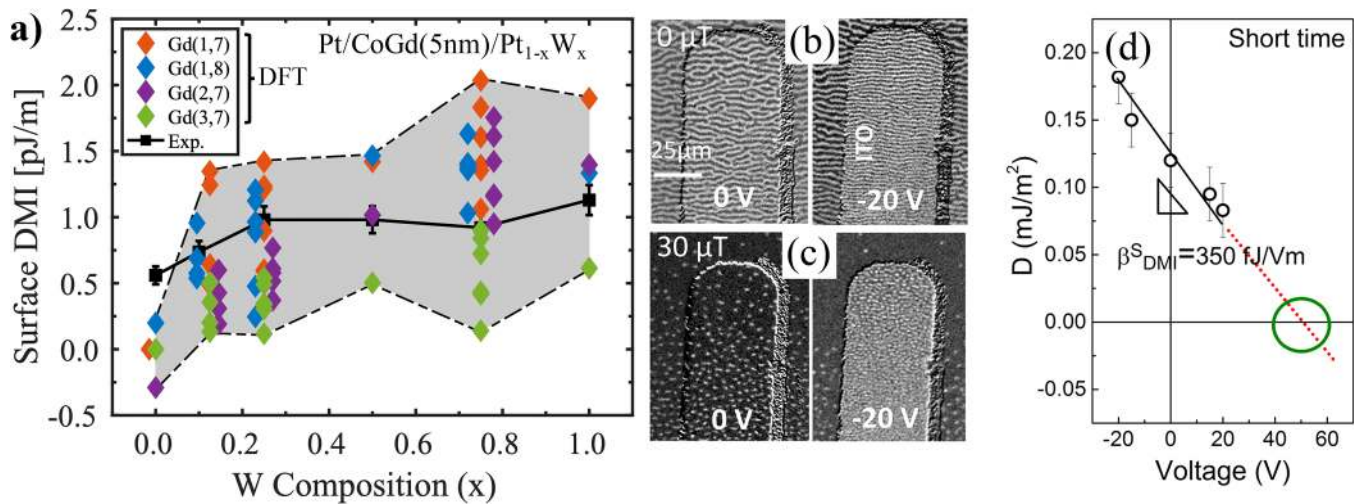 a)
Pt/CoGd(5nm)/Pt1-xWx
Gd(1,7)
Gd(1,8)
Gd(2,7)
Gd(3,7)
Exp.
DFT
Surface DMI [pJ/m]
2.5
2.0
1.5
1.0
0.5
0.0
-0.5
0.0 0.2 0.4 0.6 0.8 1.0
W Composition (x)
0 μT
(b)
25μm
ITO
0 V
-20 V
30 μT
(c)
0 V
-20 V
(d)
Short time
D (mJ/m²)
0.20
0.15
0.10
0.05
0.00
-0.05
β^S_DMI=350 fJ/Vm
-20 0 20 40 60
Voltage (V)